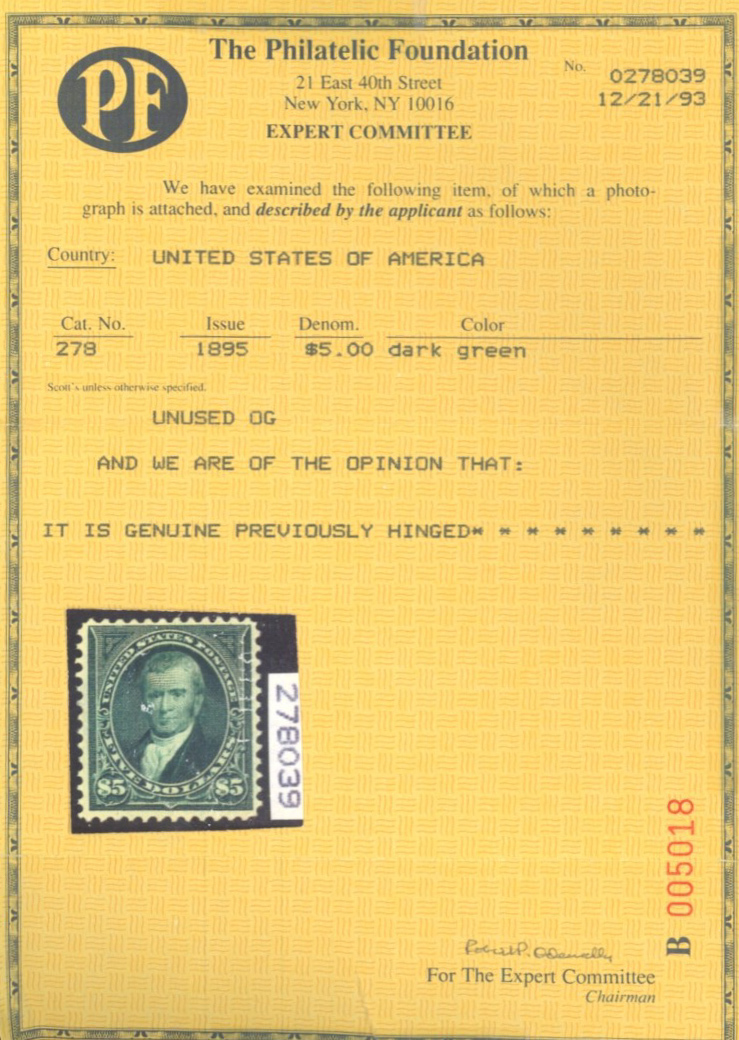 PF
The Philatelic Foundation
21 East 40th Street
New York, NY 10016
EXPERT COMMITTEE
No. 0278039
12/21/93
We have examined the following item, of which a photo-
graph is attached, and described by the applicant as follows:
Country: UNITED STATES OF AMERICA
Cat. No. Issue Denom. Color
278 1895 $5.00 dark green
Scott's unless otherwise specified.
UNUSED OG
AND WE ARE OF THE OPINION THAT:
IT IS GENUINE PREVIOUSLY HINGED* * * * * * * * *
UNITED STATES POSTAGE
FIVE DOLLARS
$5 $5
278039
B 005018
For The Expert Committee
Chairman